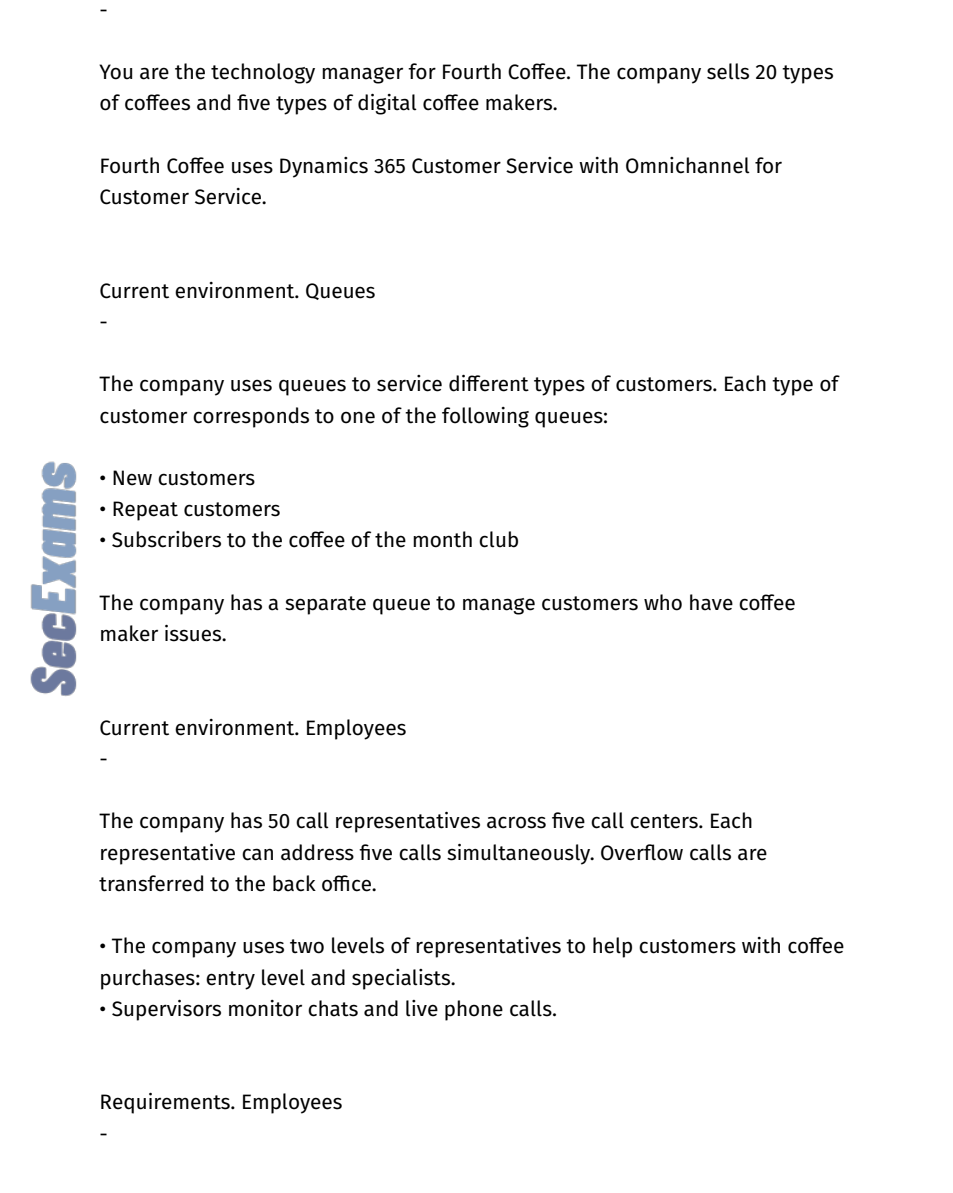 -
You are the technology manager for Fourth Coffee. The company sells 20 types
of coffees and five types of digital coffee makers.
Fourth Coffee uses Dynamics 365 Customer Service with Omnichannel for
Customer Service.
Current environment. Queues
-
The company uses queues to service different types of customers. Each type of
customer corresponds to one of the following queues:
• New customers
• Repeat customers
• Subscribers to the coffee of the month club
The company has a separate queue to manage customers who have coffee
maker issues.
SecExams
Current environment. Employees
-
The company has 50 call representatives across five call centers. Each
representative can address five calls simultaneously. Overflow calls are
transferred to the back office.
• The company uses two levels of representatives to help customers with coffee
purchases: entry level and specialists.
• Supervisors monitor chats and live phone calls.
Requirements. Employees
-